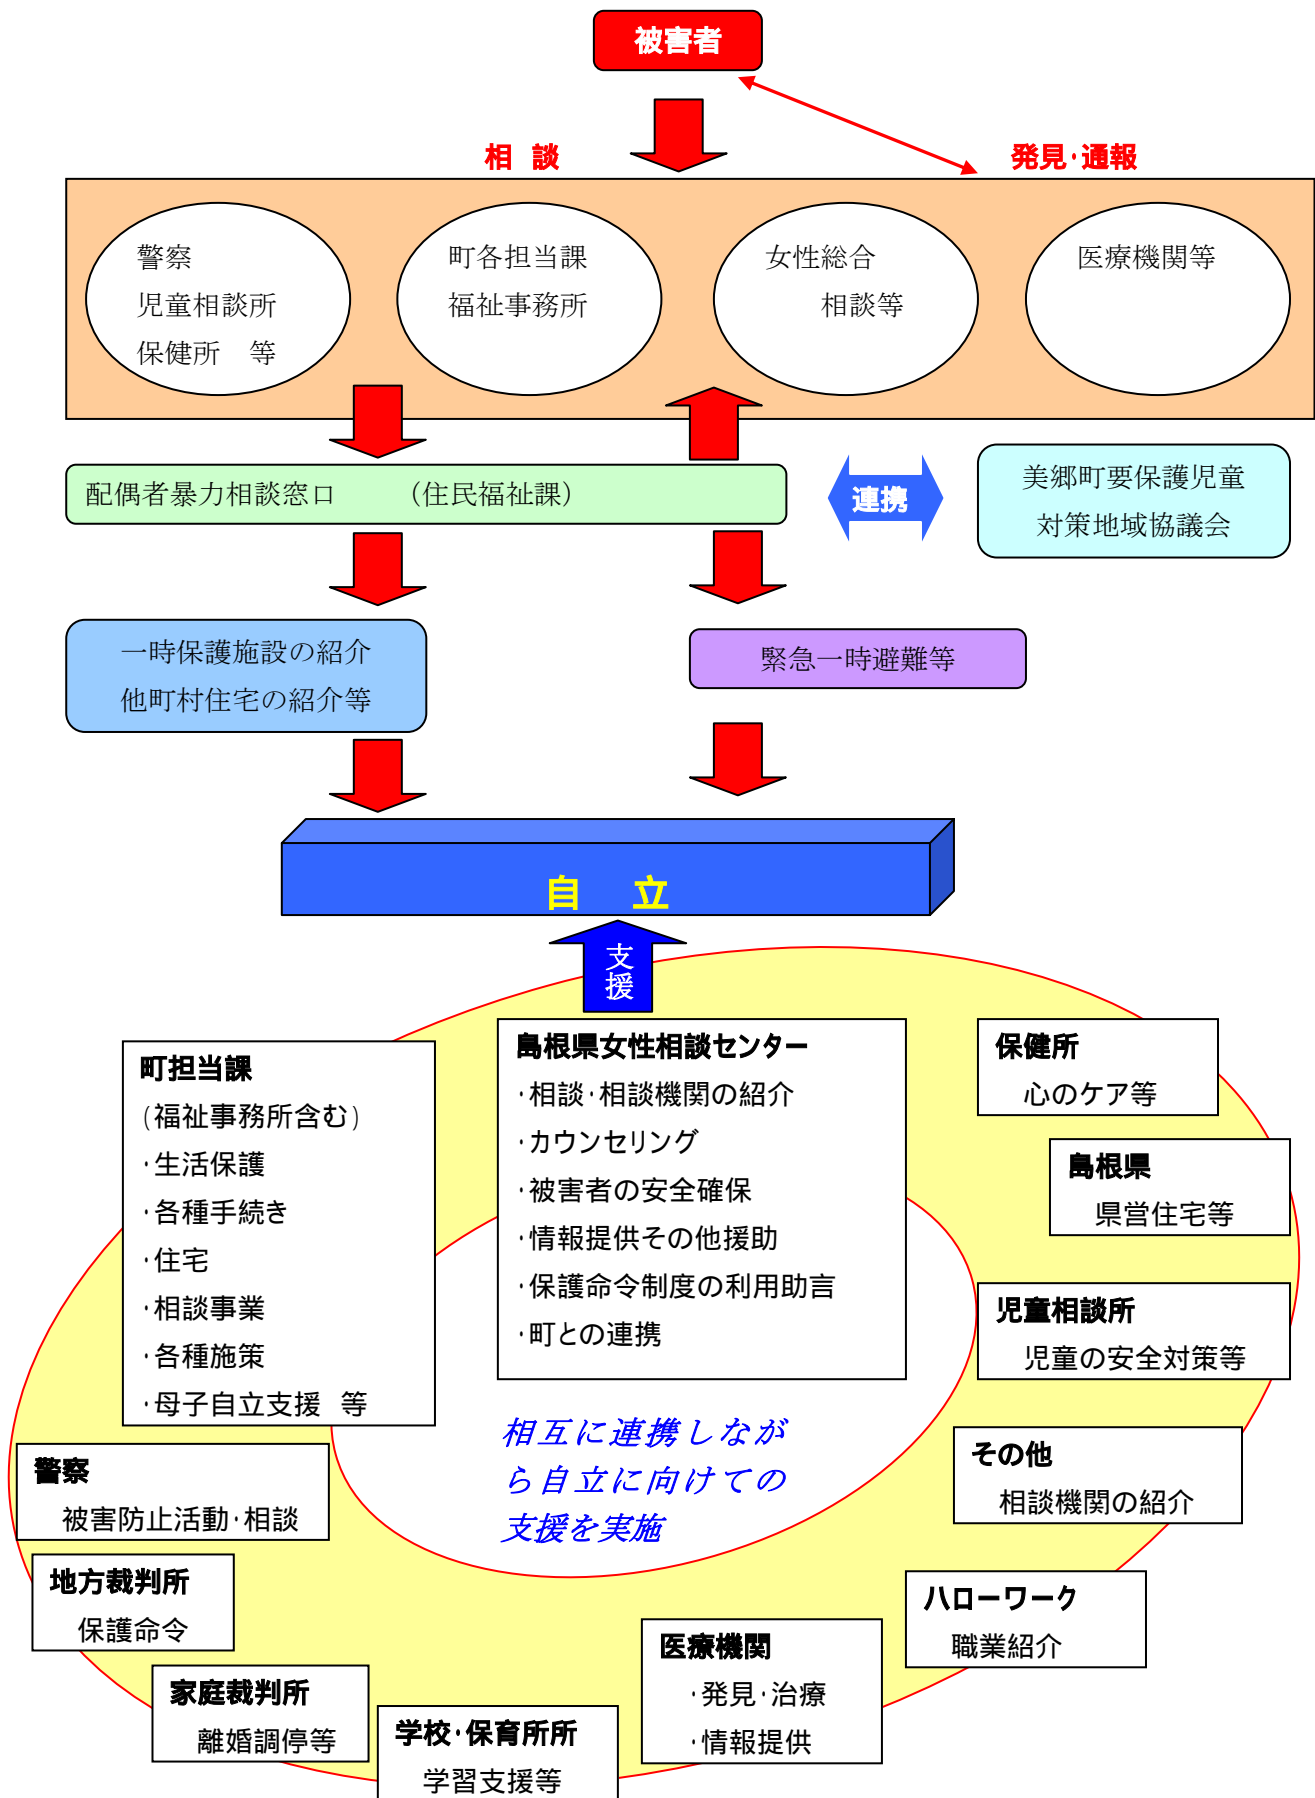 被害者
相 談
発見・通報
警察
児童相談所
保健所　等
町各担当課
福祉事務所
女性総合
相談等
医療機関等
配偶者暴力相談窓口　　　（住民福祉課）
連携
美郷町要保護児童
対策地域協議会
一時保護施設の紹介
他町村住宅の紹介等
緊急一時避難等
自　立
支援
町担当課
(福祉事務所含む)
・生活保護
・各種手続き
・住宅
・相談事業
・各種施策
・母子自立支援　等
島根県女性相談センター
・相談・相談機関の紹介
・カウンセリング
・被害者の安全確保
・情報提供その他援助
・保護命令制度の利用助言
・町との連携
保健所
心のケア等
島根県
県営住宅等
児童相談所
児童の安全対策等
相互に連携しなが
ら自立に向けての
支援を実施
その他
相談機関の紹介
警察
被害防止活動・相談
地方裁判所
保護命令
ハローワーク
職業紹介
医療機関
・発見・治療
・情報提供
家庭裁判所
離婚調停等
学校・保育所所
学習支援等